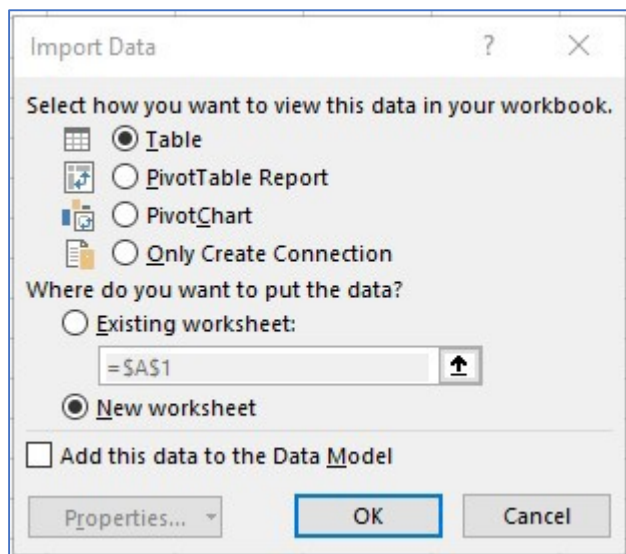 Import Data ?
Select how you want to view this data in your workbook.
Table
PivotTable Report
PivotChart
Only Create Connection
Where do you want to put the data?
Existing worksheet:
=$A$1
New worksheet
Add this data to the Data Model
Properties... OK Cancel